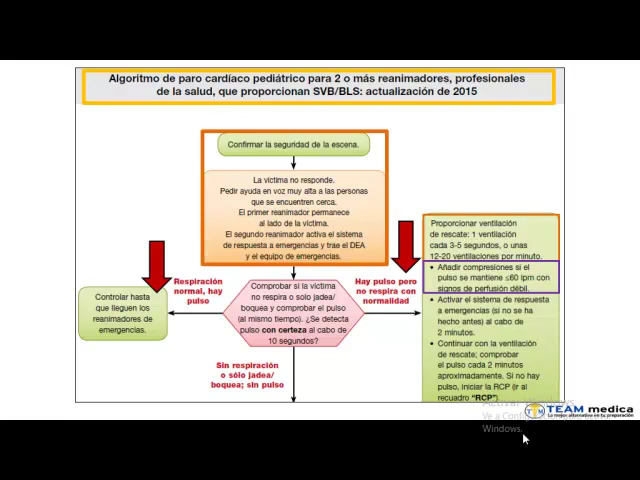 Algoritmo de paro cardíaco pediátrico para 2 o más reanimadores, profesionales
de la salud, que proporcionan SVB/BLS: actualización de 2015
Confirmar la seguridad de la escena.
La víctima no responde.
Pedir ayuda en voz muy alta a las personas
que se encuentren cerca.
El primer reanimador permanece
al lado de la víctima.
El segundo reanimador activa el sistema
de respuesta a emergencias y trae el DEA
y el equipo de emergencias.
Respiración
normal, hay
pulso
Controlar hasta
que lleguen los
reanimadores de
emergencias.
Comprobar si la víctima
no respira o solo jadea/
boquea y comprobar el pulso
(al mismo tiempo). ¿Se detecta
pulso con certeza al cabo de
10 segundos?
Hay pulso pero
no respira con
normalidad
Proporcionar ventilación
de rescate: 1 ventilación
cada 3-5 segundos, o unas
12-20 ventilaciones por minuto.
• Añadir compresiones si el
pulso se mantiene ≤60 lpm con
signos de perfusión débil.
• Activar el sistema de respuesta
a emergencias (si no se ha
hecho antes) al cabo de
2 minutos.
• Continuar con la ventilación
de rescate; comprobar
el pulso cada 2 minutos
aproximadamente. Si no hay
pulso, iniciar la RCP (ir al
recuadro “RCP”)
Sin respiración
o sólo jadea/
boquea; sin pulso
Activar Windows
Ve a
Windows.
TEAM medica
La mejor alternativa en tu preparación